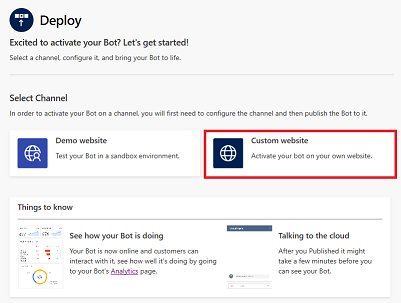 Deploy
Excited to activate your Bot? Let's get started!
Select a channel, configure it, and bring your Bot to life.
Select Channel
In order to activate your Bot on a channel, you will first need to configure the channel and then publish the Bot to it.
Demo website
Test your Bot in a sandbox environment.
Custom website
Activate your bot on your own website.
Things to know
See how your Bot is doing
Your Bot is now online and customers can
interact with it, see how well it's doing by going
to your Bot's Analytics page.
Talking to the cloud
After you Published it might
take a few minutes before you
can see your Bot.